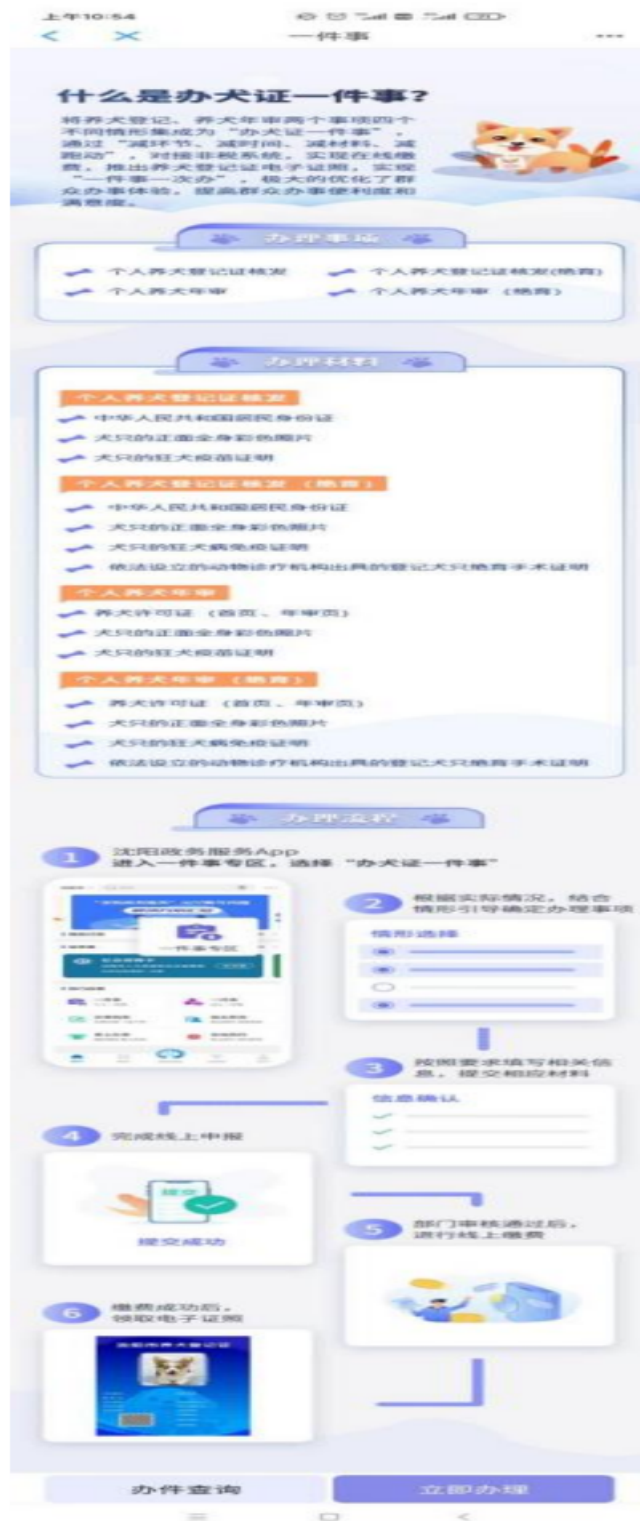 上午10:54
一件事
什么是办犬证一件事?
将养犬登记、养犬年审两个事项四个
不同情形集成为“办犬证一件事”,
通过“减环节、减时间、减材料、减
跑动”,对接非税系统,实现在线缴
费,推出养犬登记证电子证照,实现
“一件事一次办”,极大的优化了群
众办事体验,提高群众办事便利度和
满意度。
办理事项
个人养犬登记证核发
个人养犬登记证核发(绝育)
个人养犬年审
个人养犬年审(绝育)
办理材料
个人养犬登记证核发
中华人民共和国居民身份证
犬只的正面全身彩色照片
犬只的狂犬疫苗证明
个人养犬登记证核发(绝育)
中华人民共和国居民身份证
犬只的正面全身彩色照片
犬只的狂犬病免疫证明
依法设立的动物诊疗机构出具的登记犬只绝育手术证明
个人养犬年审
养犬许可证(首页、年审页)
犬只的正面全身彩色照片
犬只的狂犬疫苗证明
个人养犬年审(绝育)
养犬许可证(首页、年审页)
犬只的正面全身彩色照片
犬只的狂犬病免疫证明
依法设立的动物诊疗机构出具的登记犬只绝育手术证明
办理流程
1
沈阳政务服务App
进入一件事专区,选择“办犬证一件事”
一件事专区
2
根据实际情况,结合
情形引导确定办理事项
情形选择
3
按照要求填写相关信
息,提交相应材料
信息确认
4
完成线上申报
提交
提交成功
5
部门审核通过后,
进行线上缴费
6
缴费成功后,
领取电子证照
沈阳市养犬登记证
办件查询
立即办理